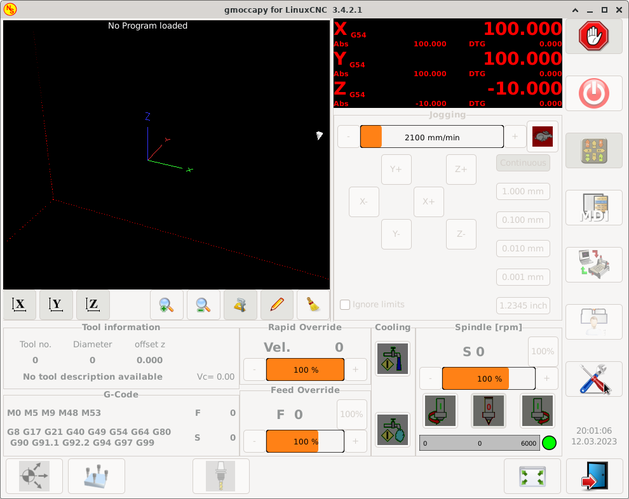 gmoccapy for LinuxCNC 3.4.2.1
No Program loaded
X G54 100.000
Abs 100.000 DTG 0.000
Y G54 100.000
Abs 100.000 DTG 0.000
Z G54 -10.000
Abs -10.000 DTG 0.000
Jogging
- 2100 mm/min +
Y+ Z+ Continuous
X- X+ 1.000 mm
0.100 mm
Y- Z- 0.010 mm
0.001 mm
Ignore limits 1.2345 inch
MDI
Z
Y
X
X Y Z
Tool information
Tool no. Diameter offset z
0 0 0.000
No tool description available Vc= 0.00
G-Code
M0 M5 M9 M48 M53 F 0
G8 G17 G21 G40 G49 G54 G64 G80
G90 G91.1 G92.2 G94 G97 G99 S 0
Rapid Override
Vel. 0
- 100 % +
Feed Override
F 0 100%
- 100 % +
Cooling
Spindle [rpm]
S 0 100%
- 100 % +
0 0 6000
20:01:06
12.03.2023